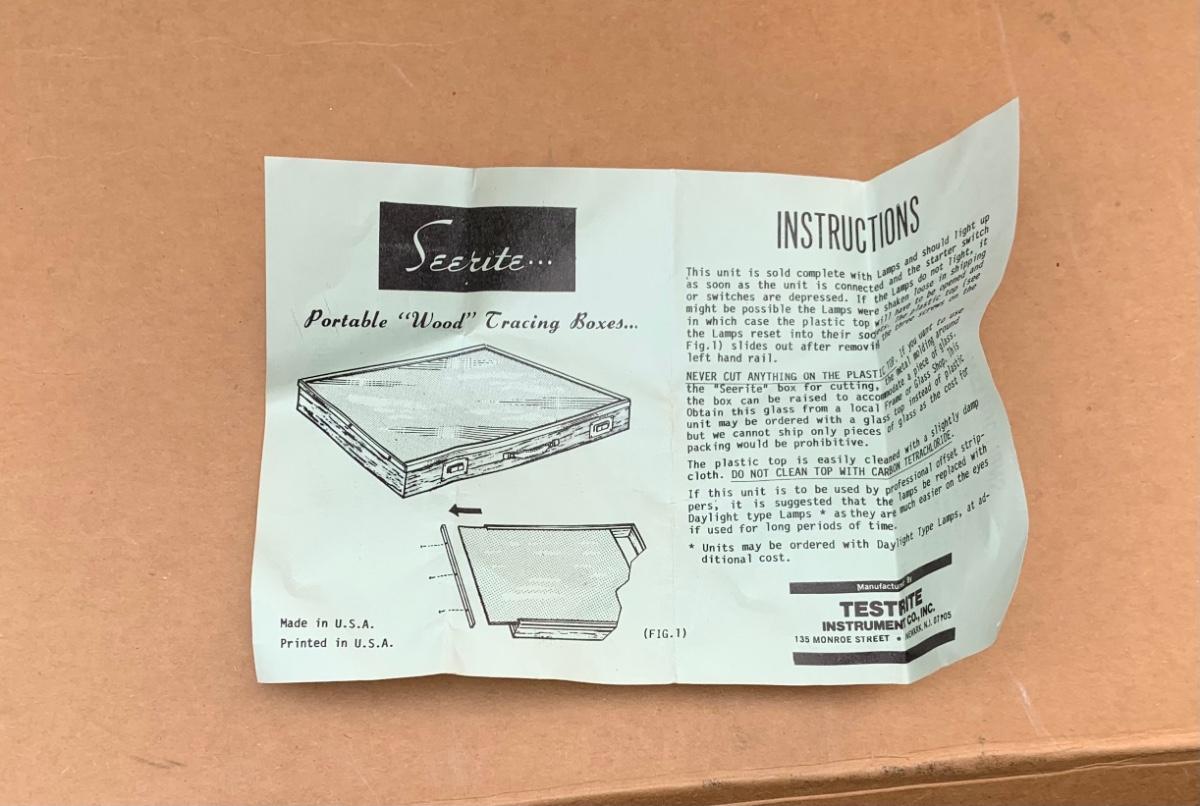 Seerite...
Portable “Wood” Tracing Boxes...
Made in U.S.A.
Printed in U.S.A.
(FIG.1)
INSTRUCTIONS
This unit is sold complete with Lamps and should light up
as soon as the unit is connected and the starter switch
or switches are depressed. If the Lamps do not light, it
might be possible the Lamps were shaken loose in shipping
in which case the plastic top will have to be opened and
the Lamps reset into their sockets. The plastic top (see
Fig.1) slides out after removing the three screws on the
left hand rail.
NEVER CUT ANYTHING ON THE PLASTIC TOP. If you want to use
the "Seerite" box for cutting, the metal molding around
the box can be raised to accommodate a piece of glass.
Obtain this glass from a local Frame or Glass Shop. This
unit may be ordered with a glass top instead of plastic
but we cannot ship only pieces of glass as the cost for
packing would be prohibitive.
The plastic top is easily cleaned with a slightly damp
cloth. DO NOT CLEAN TOP WITH CARBON TETRACHLORIDE.
If this unit is to be used by professional offset strip-
pers, it is suggested that the lamps be replaced with
Daylight type Lamps * as they are much easier on the eyes
if used for long periods of time.
* Units may be ordered with Daylight Type Lamps, at ad-
ditional cost.
Manufactured By
TESTRITE
INSTRUMENT CO., INC.
135 MONROE STREET • NEWARK, N.J. 07105